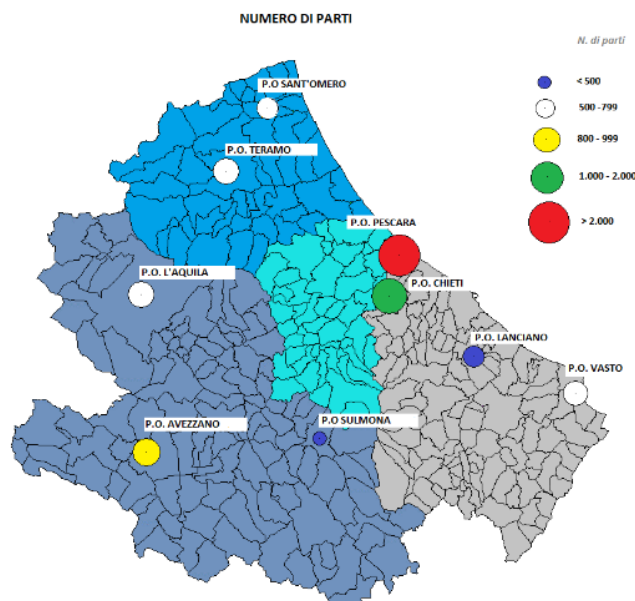 NUMERO DI PARTI
N. di parti
< 500
500 - 799
800 - 999
1.000 - 2.000
> 2.000
P.O SANT'OMERO
P.O. TERAMO
P.O. PESCARA
P.O. L'AQUILA
P.O. CHIETI
P.O. LANCIANO
P.O. VASTO
P.O. AVEZZANO
P.O SULMONA